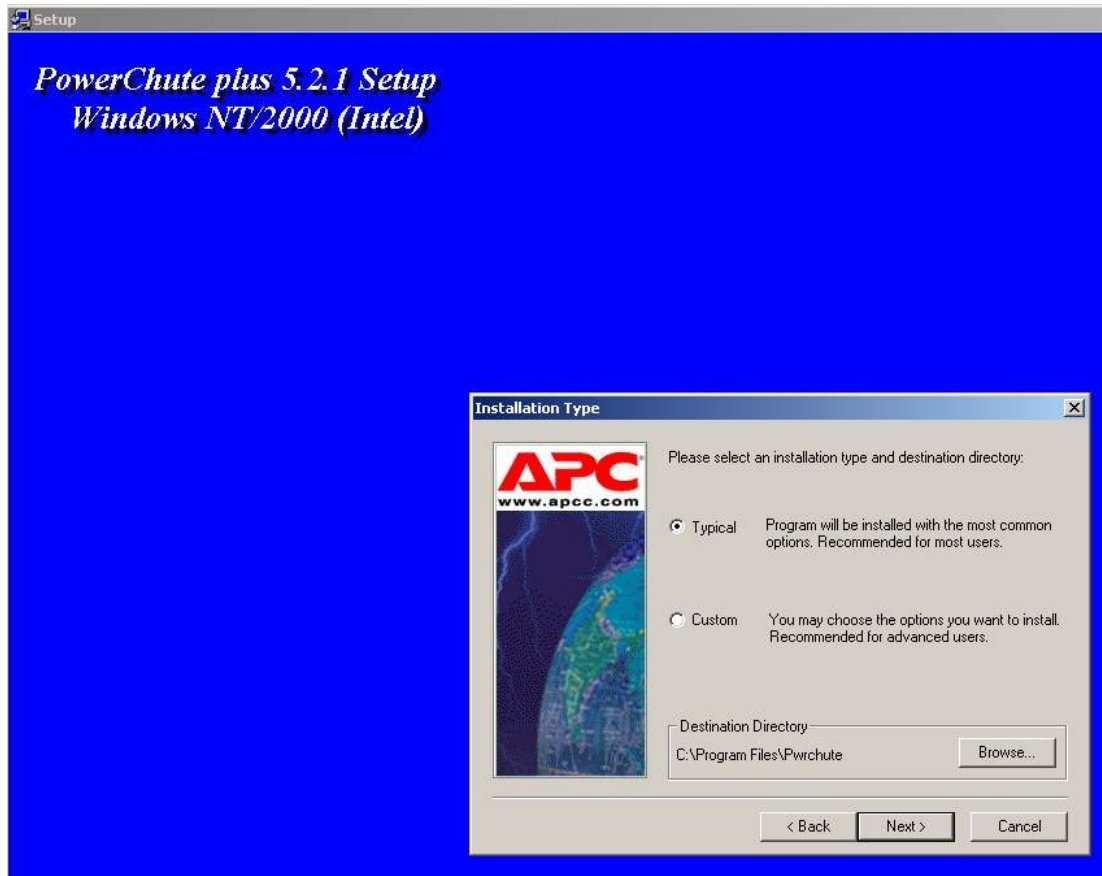 Setup
PowerChute plus 5.2.1 Setup
Windows NT/2000 (Intel)
Installation Type
APC
www.apcc.com
Please select an installation type and destination directory:
Typical
Program will be installed with the most common
options. Recommended for most users.
Custom
You may choose the options you want to install.
Recommended for advanced users.
Destination Directory
C:\Program Files\Pwrchute
Browse...
< Back
Next >
Cancel